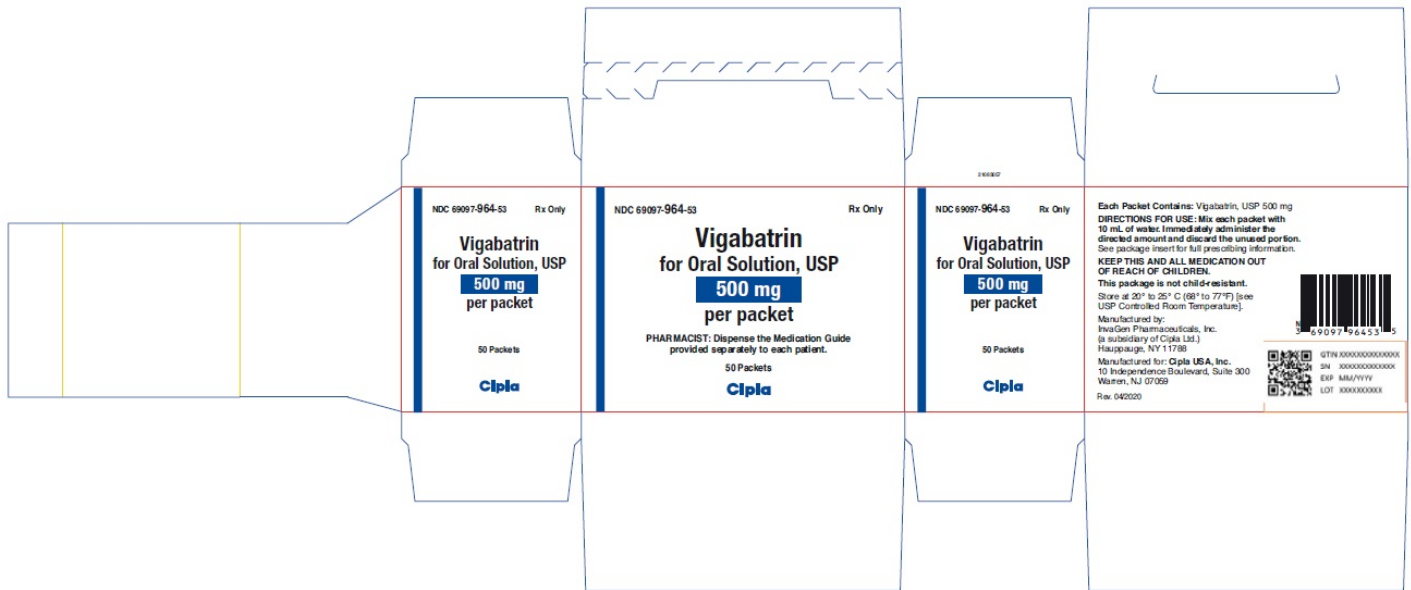 NDC 69097-964-53 Rx Only
Vigabatrin
for Oral Solution, USP
500 mg
per packet
50 Packets
Cipla
NDC 69097-964-53 Rx Only
Vigabatrin
for Oral Solution, USP
500 mg
per packet
PHARMACIST: Dispense the Medication Guide
provided separately to each patient.
50 Packets
Cipla
NDC 69097-964-53 Rx Only
Vigabatrin
for Oral Solution, USP
500 mg
per packet
50 Packets
Cipla
Each Packet Contains: Vigabatrin, USP 500 mg
DIRECTIONS FOR USE: Mix each packet with
10 mL of water. Immediately administer the
directed amount and discard the unused portion.
See package insert for full prescribing information.
KEEP THIS AND ALL MEDICATION OUT
OF REACH OF CHILDREN.
This package is not child-resistant.
Store at 20° to 25° C (68° to 77°F) [see
USP Controlled Room Temperature].
Manufactured by:
InvaGen Pharmaceuticals, Inc.
(a subsidiary of Cipla Ltd.)
Hauppauge, NY 11788
Manufactured for: Cipla USA, Inc.
10 Independence Boulevard, Suite 300
Warren, NJ 07059
Rev. 04/2020
N
3 69097 96453 5
GTIN XXXXXXXXXXXXXX
SN XXXXXXXXXXXXX
EXP MM/YYYY
LOT XXXXXXXXXX